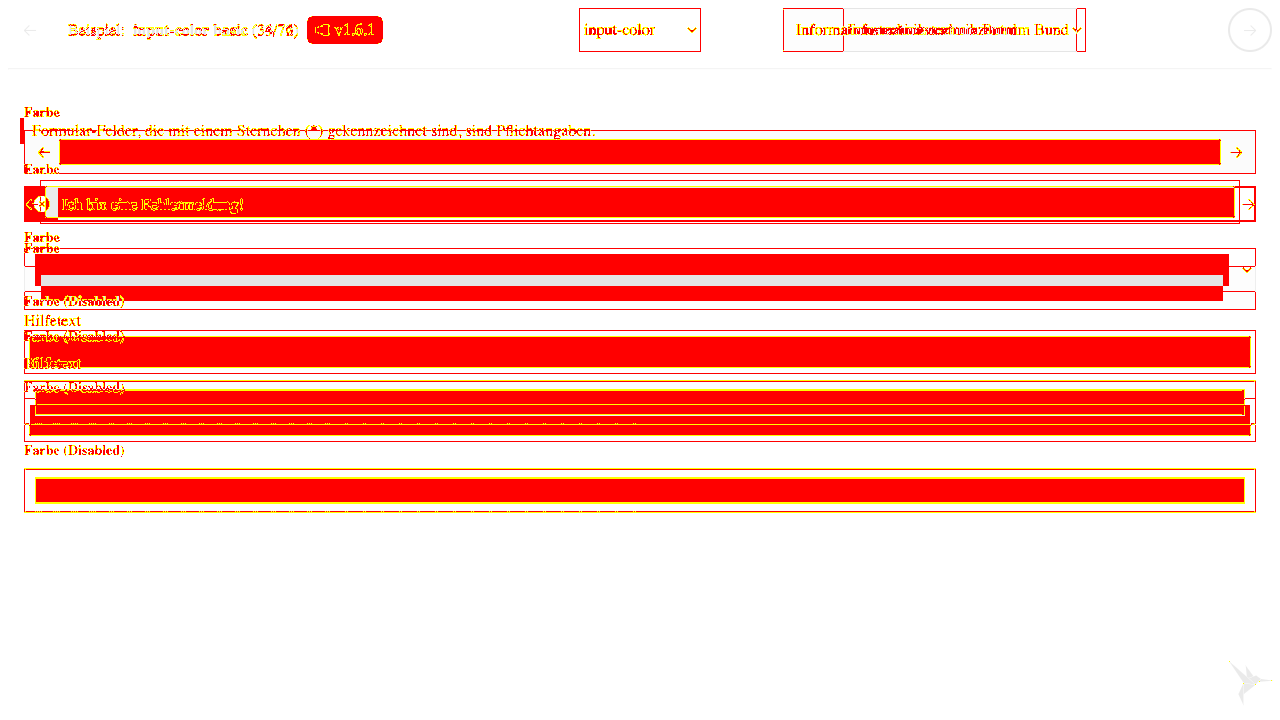 Beispiel: input-color basic (34/76) v1.6.1 input-color
Farbe
Formular-Felder, die mit einem Sternchen (*) gekennzeichnet sind, sind Pflichtangaben.
Farbe
Ich bin eine Fehlermeldung!
Farbe
Farbe
Farbe (Disabled)
Hilfetext
Farbe (Disabled)
Hilfetext
Farbe (Disabled)
Farbe (Disabled)